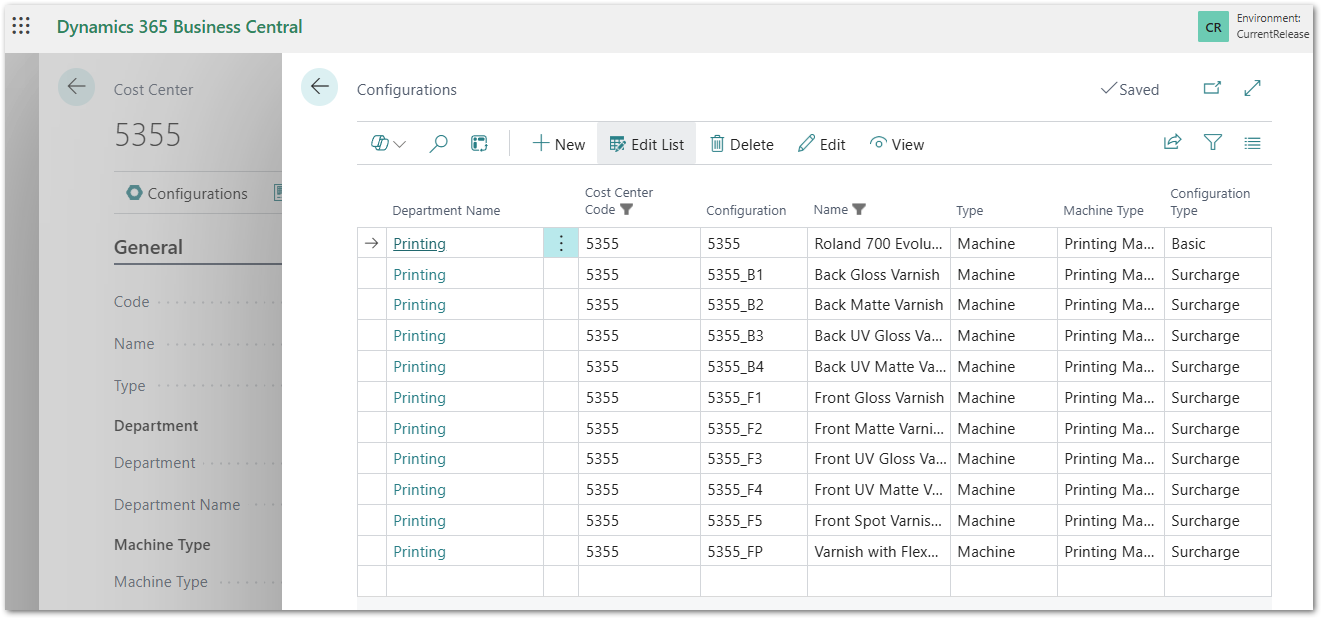 Dynamics 365 Business Central
CR
Environment:
CurrentRelease
Cost Center
5355
Configurations
General
Code
Name
Type
Department
Department
Department Name
Machine Type
Machine Type
Configurations
Saved
New Edit List Delete Edit View
Department Name Cost Center Code Configuration Name Type Machine Type Configuration Type
Printing 5355 5355 Roland 700 Evolu... Machine Printing Ma... Basic
Printing 5355 5355_B1 Back Gloss Varnish Machine Printing Ma... Surcharge
Printing 5355 5355_B2 Back Matte Varnish Machine Printing Ma... Surcharge
Printing 5355 5355_B3 Back UV Gloss Va... Machine Printing Ma... Surcharge
Printing 5355 5355_B4 Back UV Matte Va... Machine Printing Ma... Surcharge
Printing 5355 5355_F1 Front Gloss Varnish Machine Printing Ma... Surcharge
Printing 5355 5355_F2 Front Matte Varni... Machine Printing Ma... Surcharge
Printing 5355 5355_F3 Front UV Gloss Va... Machine Printing Ma... Surcharge
Printing 5355 5355_F4 Front UV Matte V... Machine Printing Ma... Surcharge
Printing 5355 5355_F5 Front Spot Varnis... Machine Printing Ma... Surcharge
Printing 5355 5355_FP Varnish with Flex... Machine Printing Ma... Surcharge